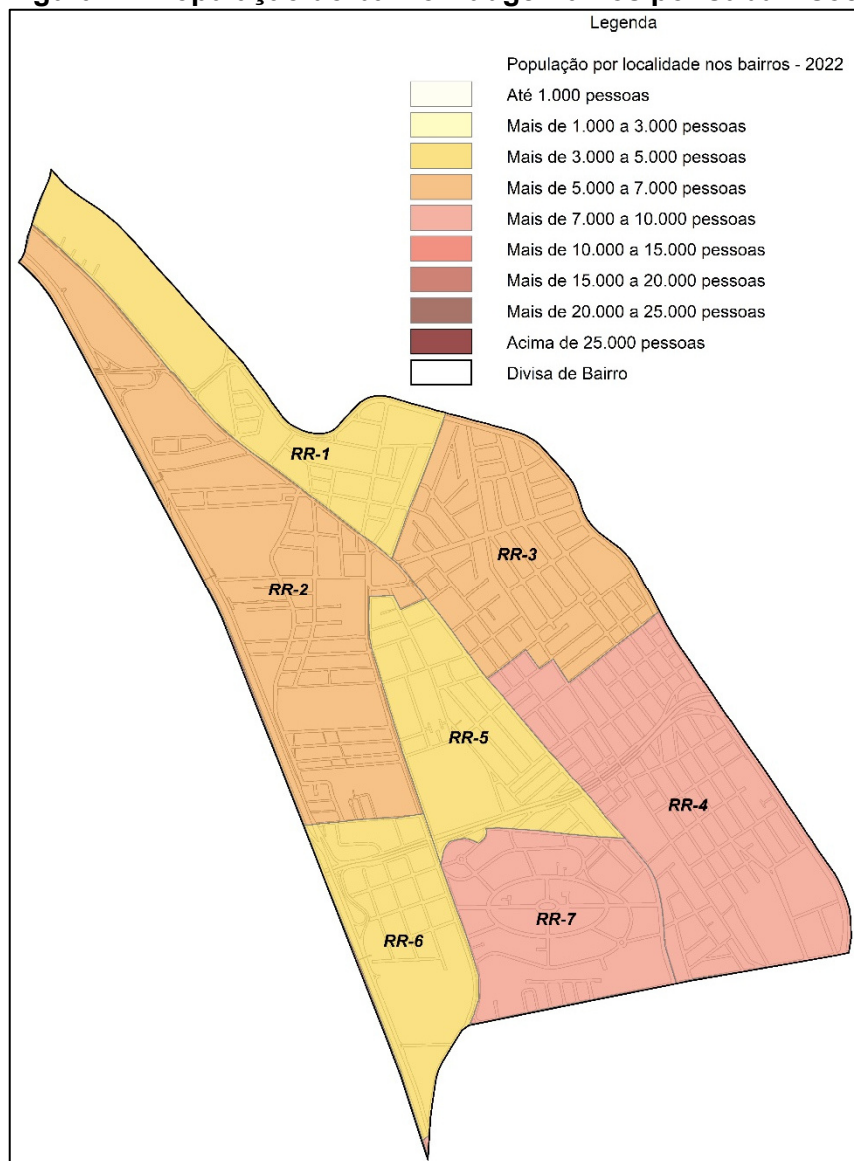 Legenda
População por localidade nos bairros - 2022
Até 1.000 pessoas
Mais de 1.000 a 3.000 pessoas
Mais de 3.000 a 5.000 pessoas
Mais de 5.000 a 7.000 pessoas
Mais de 7.000 a 10.000 pessoas
Mais de 10.000 a 15.000 pessoas
Mais de 15.000 a 20.000 pessoas
Mais de 20.000 a 25.000 pessoas
Acima de 25.000 pessoas
Divisa de Bairro
RR-1
RR-3
RR-2
RR-5
RR-4
RR-7
RR-6